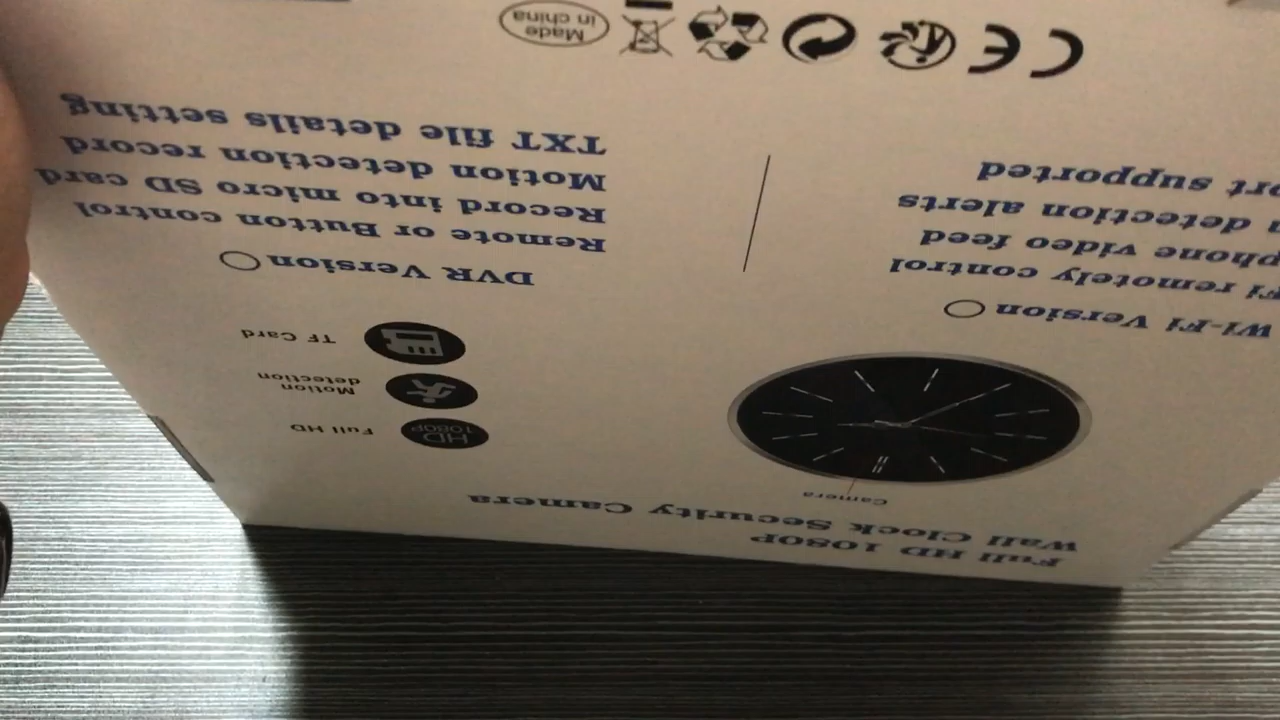 Full HD 1080P
Wall Clock Security Camera
Camera
HD
1080P
Full HD
Motion
detection
TF Card
Wi-Fi Version
Fi remotely control
phone video feed
detection alerts
supported
DVR Version
Remote or Button control
Record into micro SD card
Motion detection record
TXT file details setting
CE
Made
in china